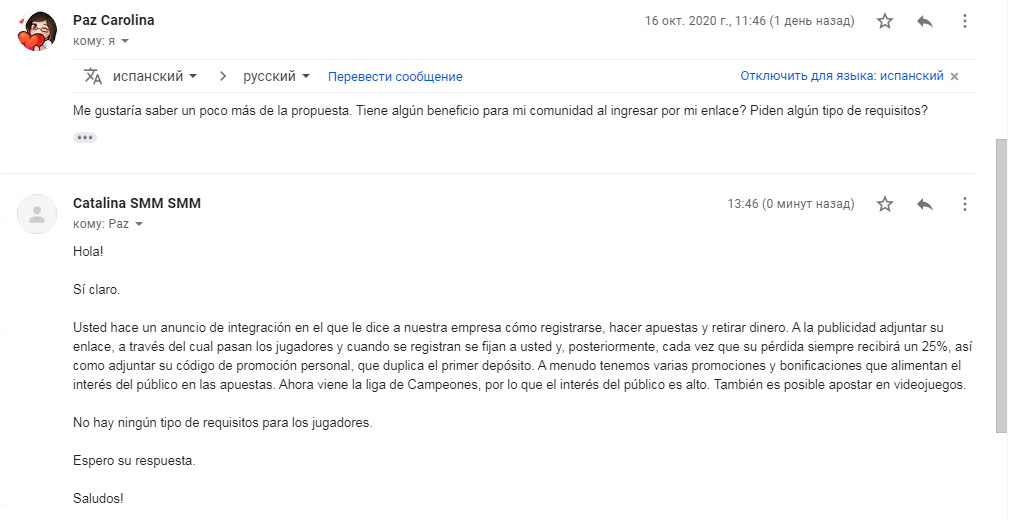 Paz Carolina
16 окт. 2020 г., 11:46 (1 день назад)
кому: я
испанский
русский
Перевести сообщение
Отключить для языка: испанский
Me gustaría saber un poco más de la propuesta. Tiene algún beneficio para mi comunidad al ingresar por mi enlace? Piden algún tipo de requisitos?
Catalina SMM SMM
13:46 (0 минут назад)
кому: Paz
Hola!
Sí claro.
Usted hace un anuncio de integración en el que le dice a nuestra empresa cómo registrarse, hacer apuestas y retirar dinero. A la publicidad adjuntar su
enlace, a través del cual pasan los jugadores y cuando se registran se fijan a usted y, posteriormente, cada vez que su pérdida siempre recibirá un 25%, así
como adjuntar su código de promoción personal, que duplica el primer depósito. A menudo tenemos varias promociones y bonificaciones que alimentan el
interés del público en las apuestas. Ahora viene la liga de Campeones, por lo que el interés del público es alto. También es posible apostar en videojuegos.
No hay ningún tipo de requisitos para los jugadores.
Espero su respuesta.
Saludos!